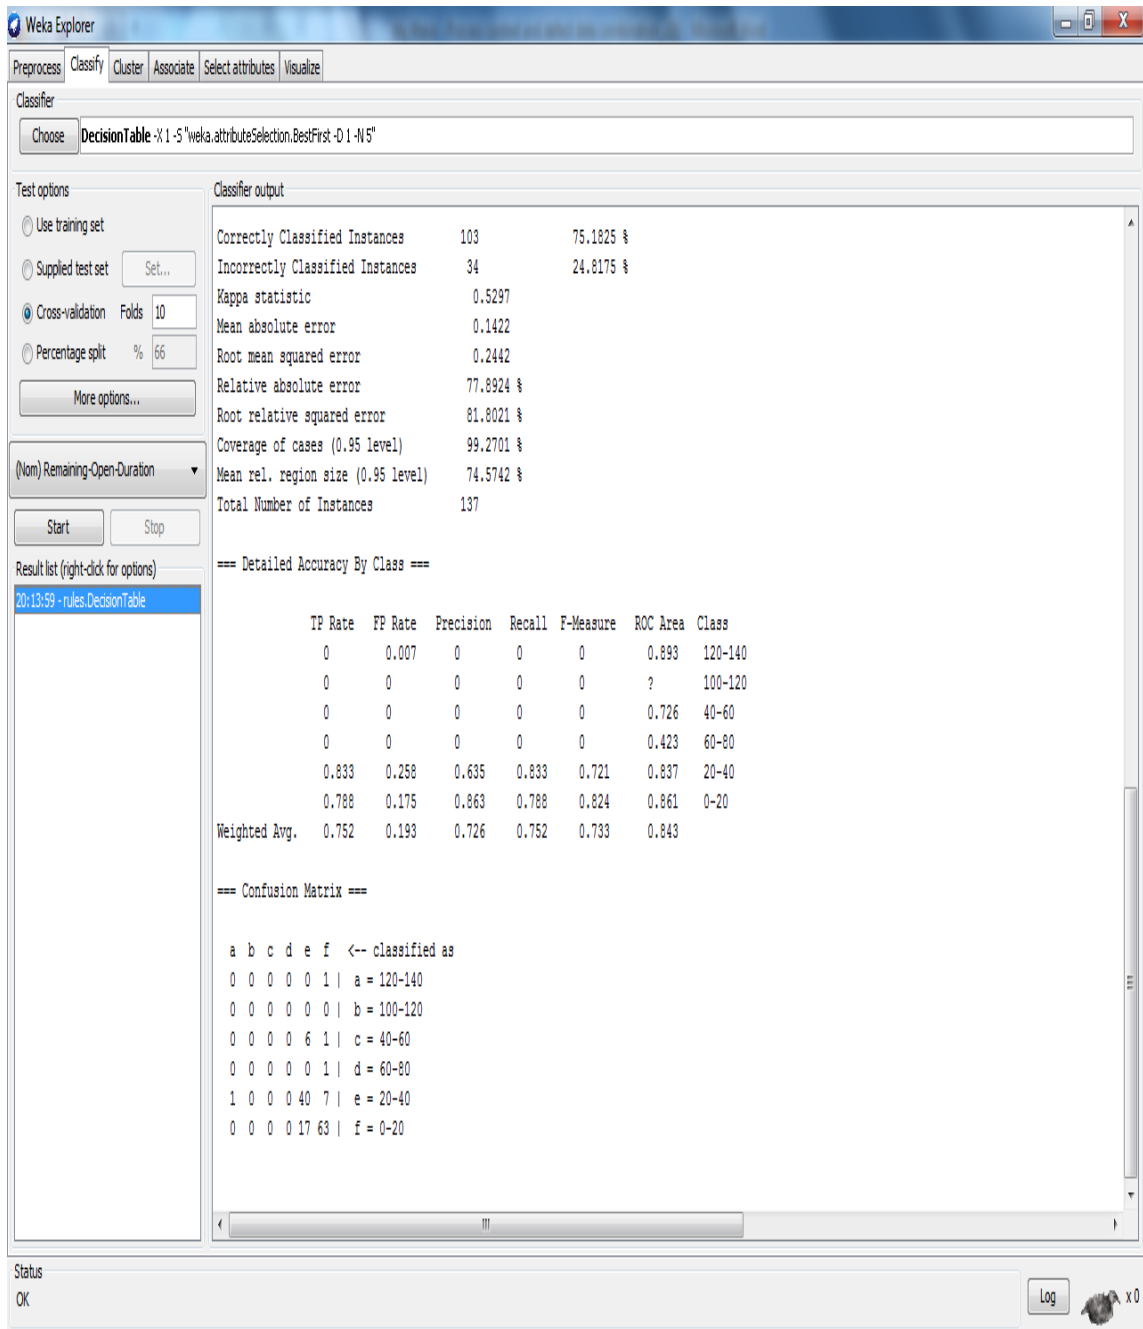 Weka Explorer
Preprocess Classify Cluster Associate Select attributes Visualize
Classifier
Choose DecisionTable -X 1 -S "weka.attributeSelection.BestFirst -D 1 -N 5"
Test options
Use training set
Supplied test set Set...
Cross-validation Folds 10
Percentage split % 66
More options...
(Nom) Remaining-Open-Duration
Start Stop
Result list (right-click for options)
20:13:59 - rules.DecisionTable
Classifier output
Correctly Classified Instances 103 75.1825 %
Incorrectly Classified Instances 34 24.8175 %
Kappa statistic 0.5297
Mean absolute error 0.1422
Root mean squared error 0.2442
Relative absolute error 77.8924 %
Root relative squared error 81.8021 %
Coverage of cases (0.95 level) 99.2701 %
Mean rel. region size (0.95 level) 74.5742 %
Total Number of Instances 137
=== Detailed Accuracy By Class ===
TP Rate FP Rate Precision Recall F-Measure ROC Area Class
0 0.007 0 0 0 0.893 120-140
0 0 0 0 0 ? 100-120
0 0 0 0 0 0.726 40-60
0 0 0 0 0 0.423 60-80
0.833 0.258 0.635 0.833 0.721 0.837 20-40
0.788 0.175 0.863 0.788 0.824 0.861 0-20
Weighted Avg. 0.752 0.193 0.726 0.752 0.733 0.843
=== Confusion Matrix ===
a b c d e f <-- classified as
0 0 0 0 0 1 | a = 120-140
0 0 0 0 0 0 | b = 100-120
0 0 0 0 6 1 | c = 40-60
0 0 0 0 0 1 | d = 60-80
1 0 0 0 40 7 | e = 20-40
0 0 0 0 17 63 | f = 0-20
Status
OK
Log x 0